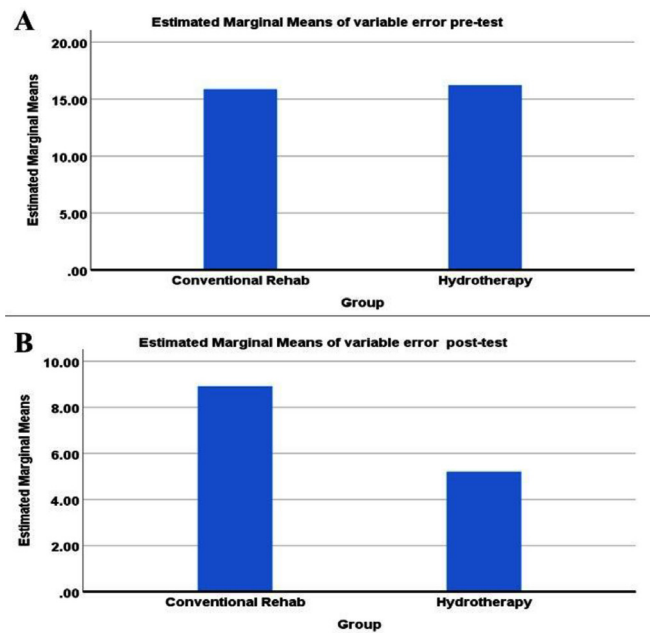 A
Estimated Marginal Means of variable error pre-test
Estimated Marginal Means
20.00
15.00
10.00
5.00
.00
Conventional Rehab
Hydrotherapy
Group
B
Estimated Marginal Means of variable error post-test
Estimated Marginal Means
10.00
8.00
6.00
4.00
2.00
.00
Conventional Rehab
Hydrotherapy
Group